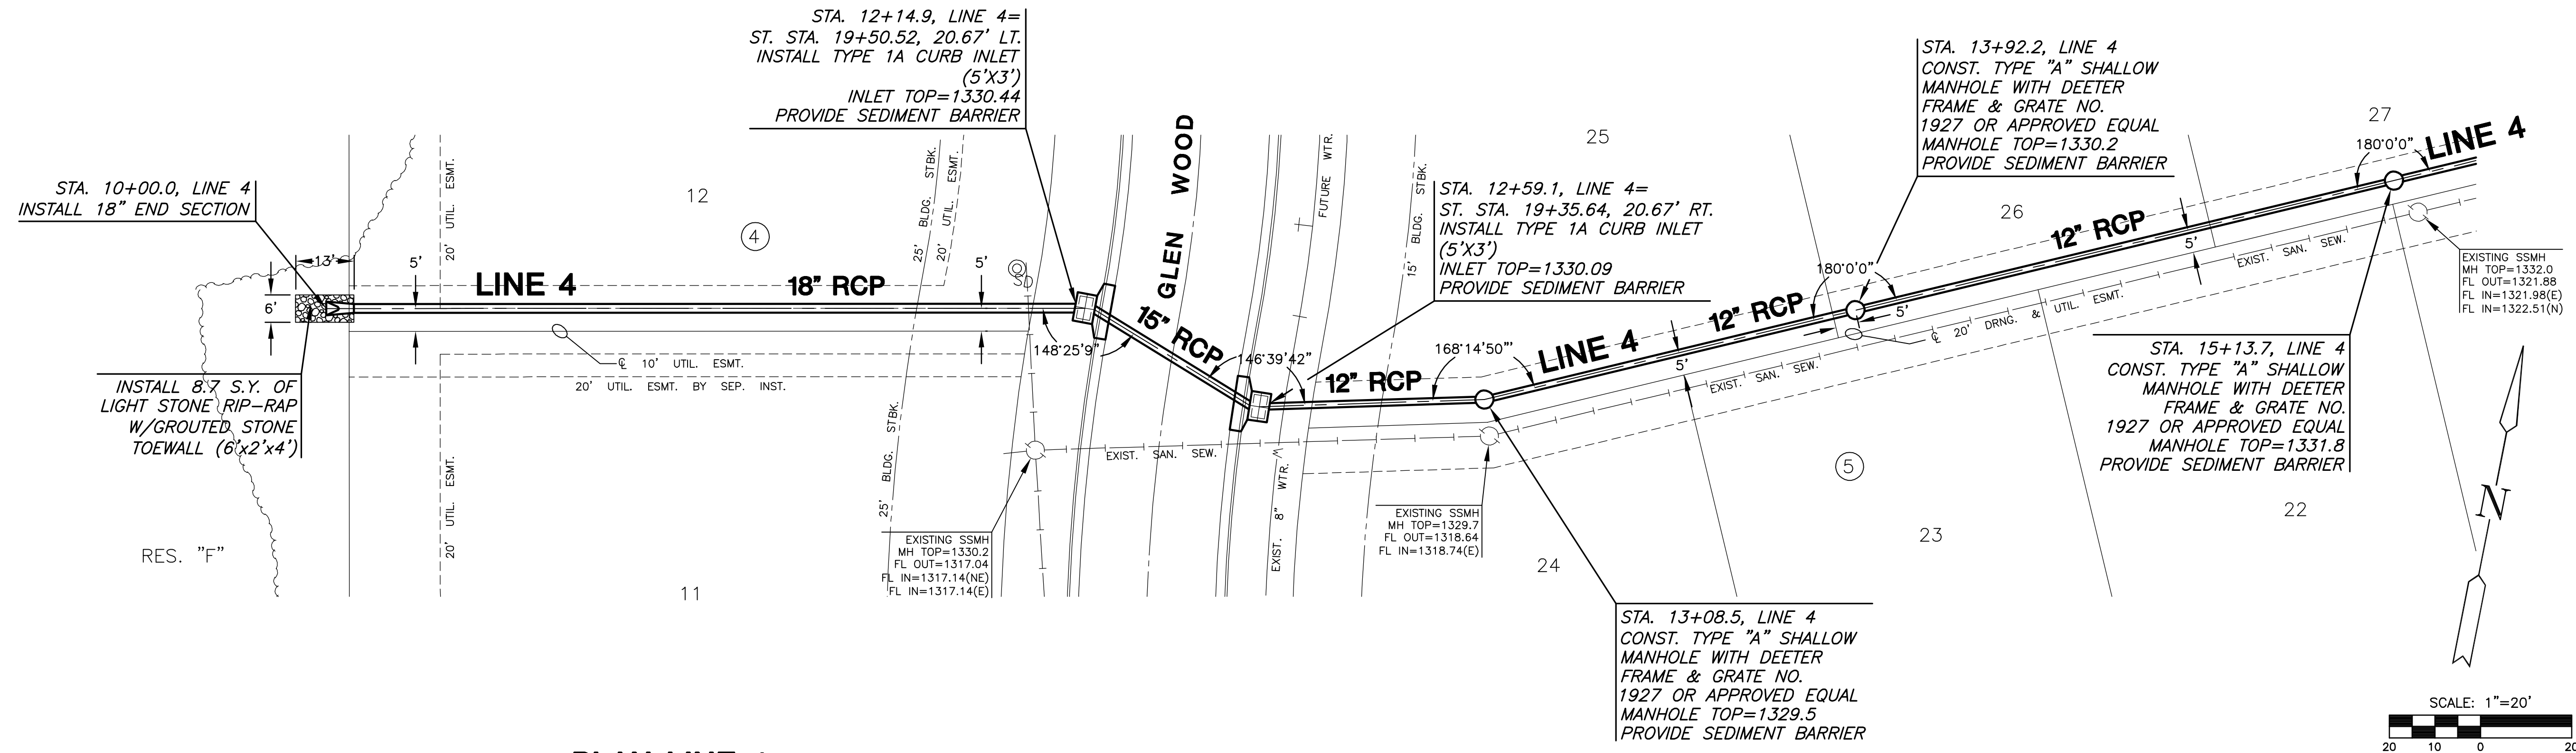 STA. 12+14.9, LINE 4=
ST. STA. 19+50.52, 20.67' LT.
INSTALL TYPE 1A CURB INLET
(5'X3')
INLET TOP=1330.44
PROVIDE SEDIMENT BARRIER
STA. 13+92.2, LINE 4
CONST. TYPE "A" SHALLOW
MANHOLE WITH DEETER
FRAME & GRATE NO.
1927 OR APPROVED EQUAL
MANHOLE TOP=1330.2
PROVIDE SEDIMENT BARRIER
STA. 10+00.0, LINE 4
INSTALL 18" END SECTION
STA. 12+59.1, LINE 4=
ST. STA. 19+35.64, 20.67' RT.
INSTALL TYPE 1A CURB INLET
(5'X3')
INLET TOP=1330.09
PROVIDE SEDIMENT BARRIER
20' UTIL. ESMT.
12
4
25' BLDG. STBK.
20' UTIL. ESMT.
GLEN WOOD
FUTURE WTR.
15' BLDG. STBK.
25
26
27
LINE 4
180°0'0"
12" RCP
5'
EXIST. SAN. SEW.
13'
6'
5'
LINE 4
18" RCP
5'
SD
148°25'9"
15" RCP
146°39'42"
12" RCP
168°14'50"'
LINE 4
12" RCP
180°0'0"
5'
5'
EXIST. SAN. SEW.
℄ 20' DRNG. & UTIL. ESMT.
EXISTING SSMH
MH TOP=1332.0
FL OUT=1321.88
FL IN=1321.98(E)
FL IN=1322.51(N)
℄ 10' UTIL. ESMT.
20' UTIL. ESMT. BY SEP. INST.
INSTALL 8.7 S.Y. OF
LIGHT STONE RIP-RAP
W/GROUTED STONE
TOEWALL (6'x2'x4')
STA. 15+13.7, LINE 4
CONST. TYPE "A" SHALLOW
MANHOLE WITH DEETER
FRAME & GRATE NO.
1927 OR APPROVED EQUAL
MANHOLE TOP=1331.8
PROVIDE SEDIMENT BARRIER
20' UTIL. ESMT.
25' BLDG. STBK.
EXIST. SAN. SEW.
EXIST. 8" WTR.
W
5
RES. "F"
11
EXISTING SSMH
MH TOP=1330.2
FL OUT=1317.04
FL IN=1317.14(NE)
FL IN=1317.14(E)
EXISTING SSMH
MH TOP=1329.7
FL OUT=1318.64
FL IN=1318.74(E)
24
23
22
N
STA. 13+08.5, LINE 4
CONST. TYPE "A" SHALLOW
MANHOLE WITH DEETER
FRAME & GRATE NO.
1927 OR APPROVED EQUAL
MANHOLE TOP=1329.5
PROVIDE SEDIMENT BARRIER
SCALE: 1"=20'
20 10 0